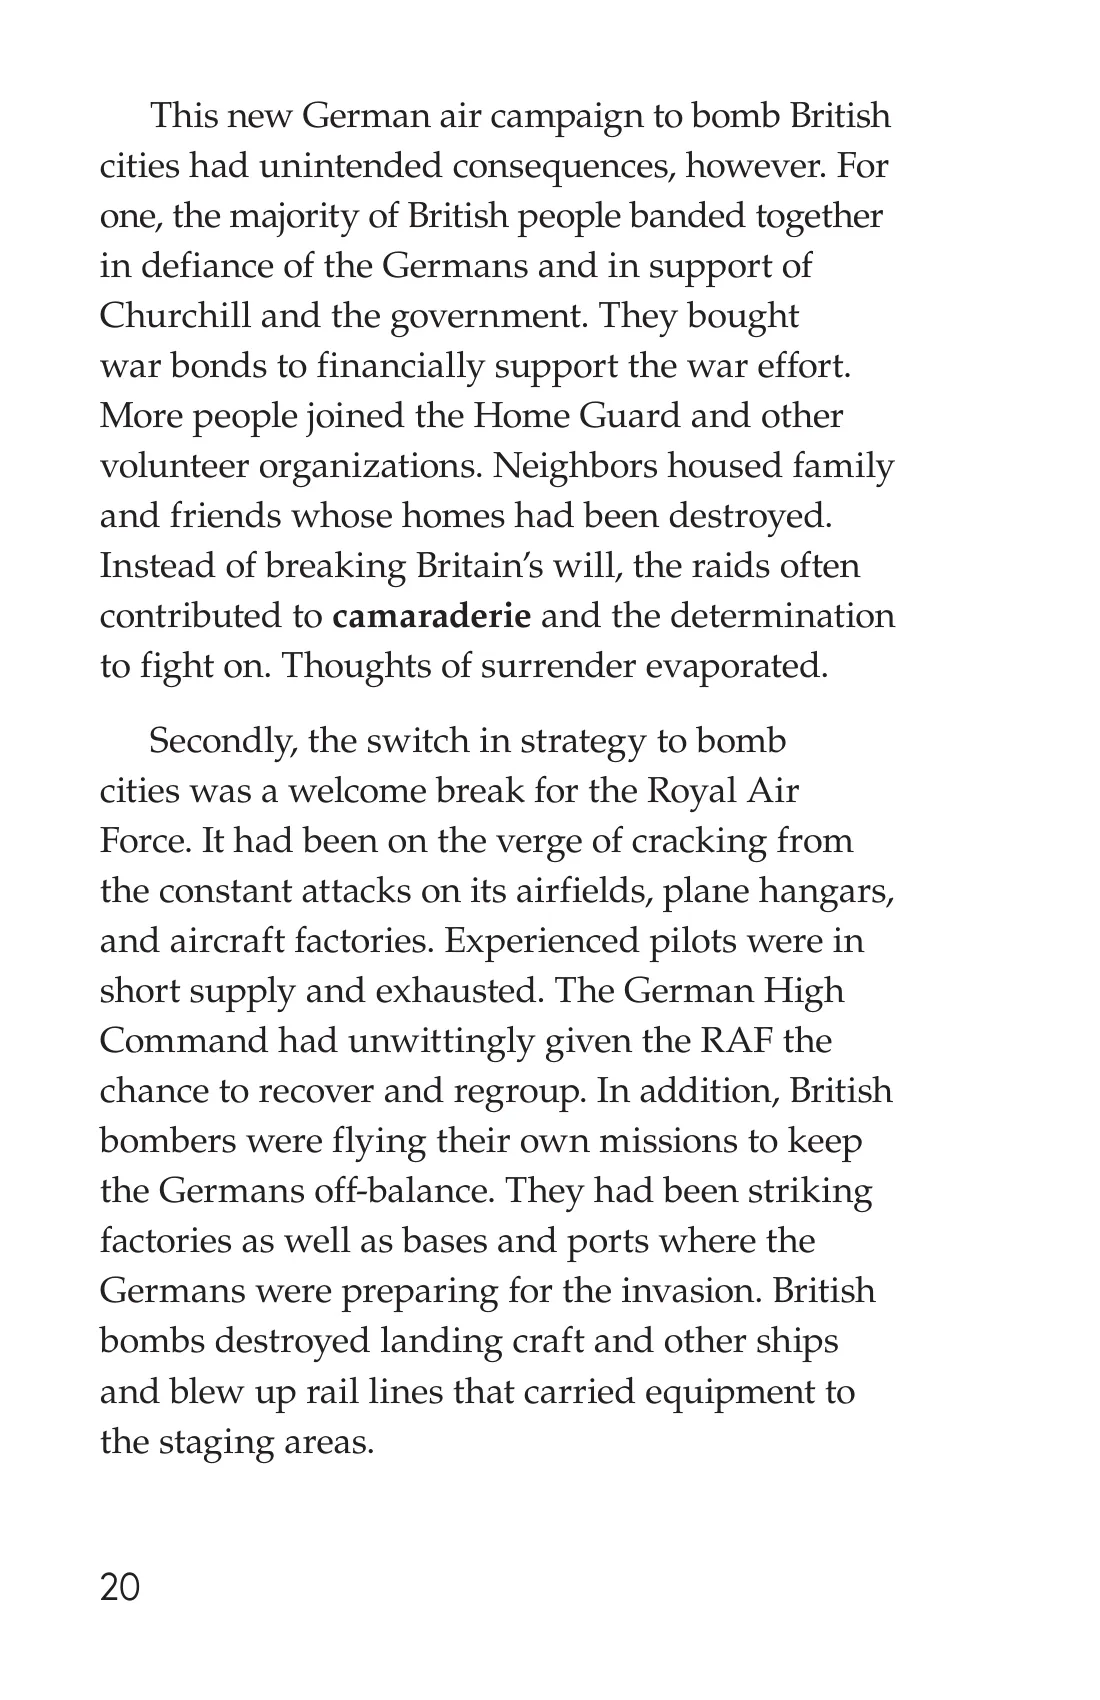 This new German air campaign to bomb British
cities had unintended consequences, however. For
one, the majority of British people banded together
in defiance of the Germans and in support of
Churchill and the government. They bought
war bonds to financially support the war effort.
More people joined the Home Guard and other
volunteer organizations. Neighbors housed family
and friends whose homes had been destroyed.
Instead of breaking Britain’s will, the raids often
contributed to camaraderie and the determination
to fight on. Thoughts of surrender evaporated.
Secondly, the switch in strategy to bomb
cities was a welcome break for the Royal Air
Force. It had been on the verge of cracking from
the constant attacks on its airfields, plane hangars,
and aircraft factories. Experienced pilots were in
short supply and exhausted. The German High
Command had unwittingly given the RAF the
chance to recover and regroup. In addition, British
bombers were flying their own missions to keep
the Germans off-balance. They had been striking
factories as well as bases and ports where the
Germans were preparing for the invasion. British
bombs destroyed landing craft and other ships
and blew up rail lines that carried equipment to
the staging areas.
20